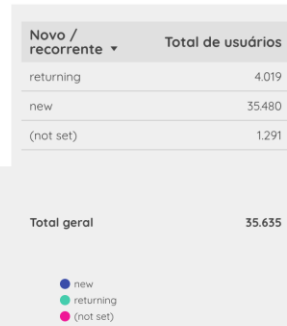 Novo /
recorrente ▼ Total de usuários
returning 4.019
new 35.480
(not set) 1.291
Total geral 35.635
new
returning
(not set)